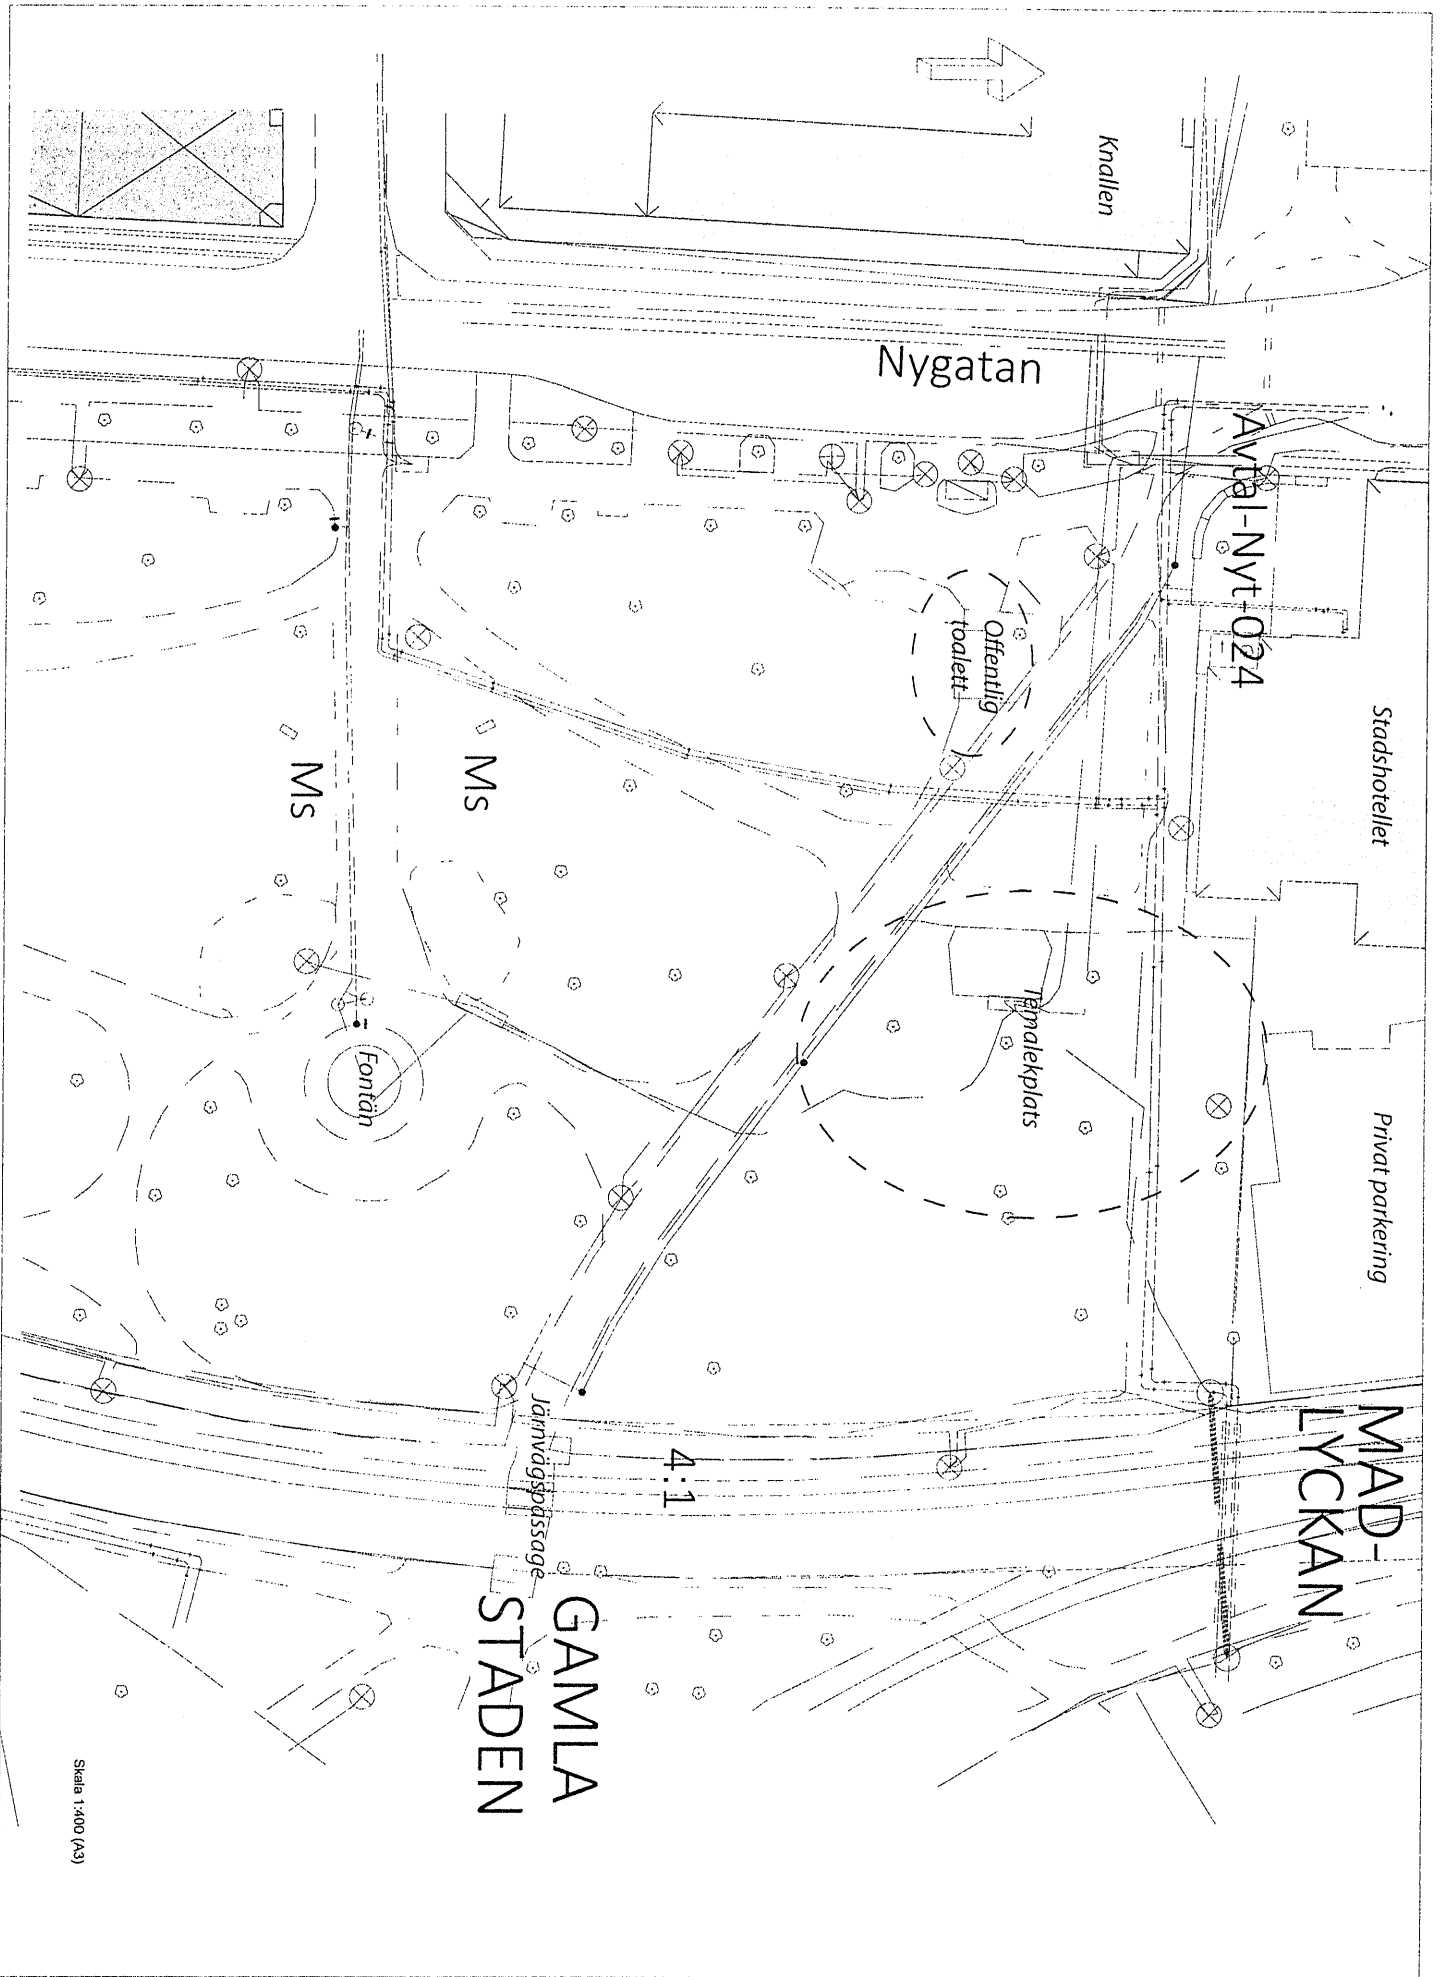 Knallen
Nygatan
Avtal-Nyt-024
Stadshotellet
Offentlig
toalett
Ms
Ms
Temalekplats
Fontän
Privat parkering
Järnvägspassage
4:1
MAD-
LYCKAN
GAMLA
STADEN
Skala 1:400 (A3)